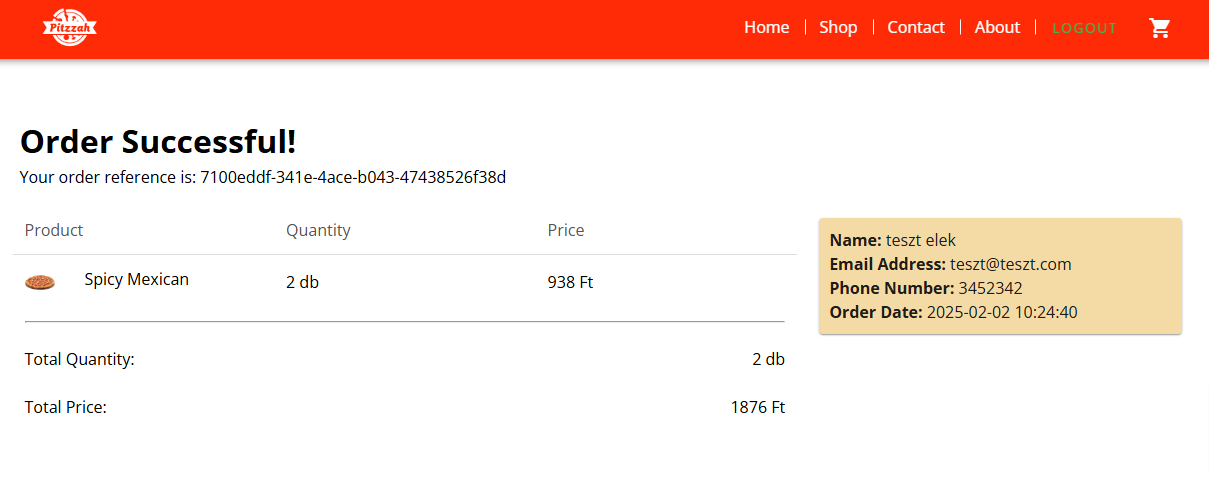 Pitzzah
Home Shop Contact About LOGOUT
Order Successful!
Your order reference is: 7100eddf-341e-4ace-b043-47438526f38d
Product Quantity Price
Spicy Mexican 2 db 938 Ft
Total Quantity: 2 db
Total Price: 1876 Ft
Name: teszt elek
Email Address: teszt@teszt.com
Phone Number: 3452342
Order Date: 2025-02-02 10:24:40